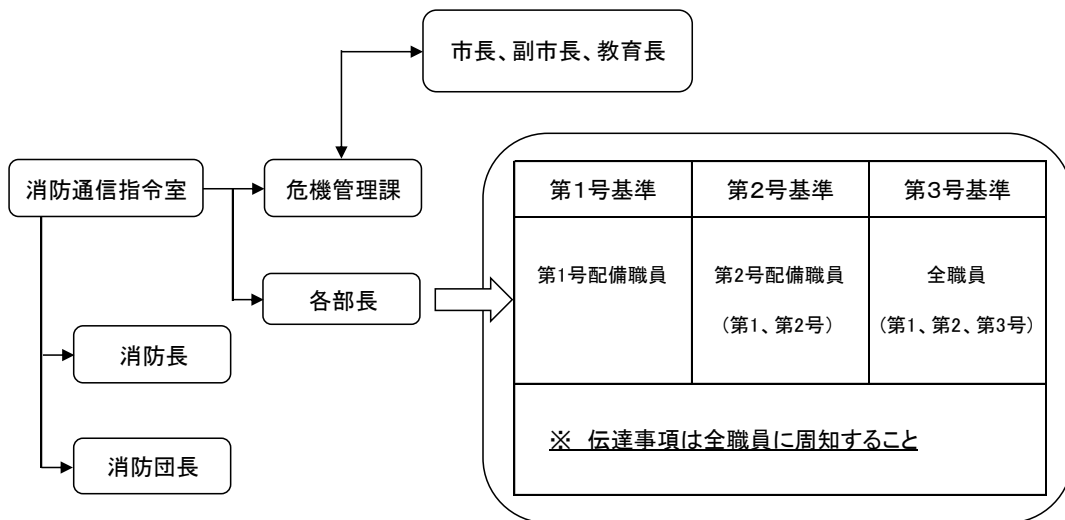 市長、副市長、教育長
消防通信指令室
危機管理課
各部長
消防長
消防団長
第1号基準
第2号基準
第3号基準
第1号配備職員
第2号配備職員
（第1、第2号）
全職員
（第1、第2、第3号）
※　伝達事項は全職員に周知すること